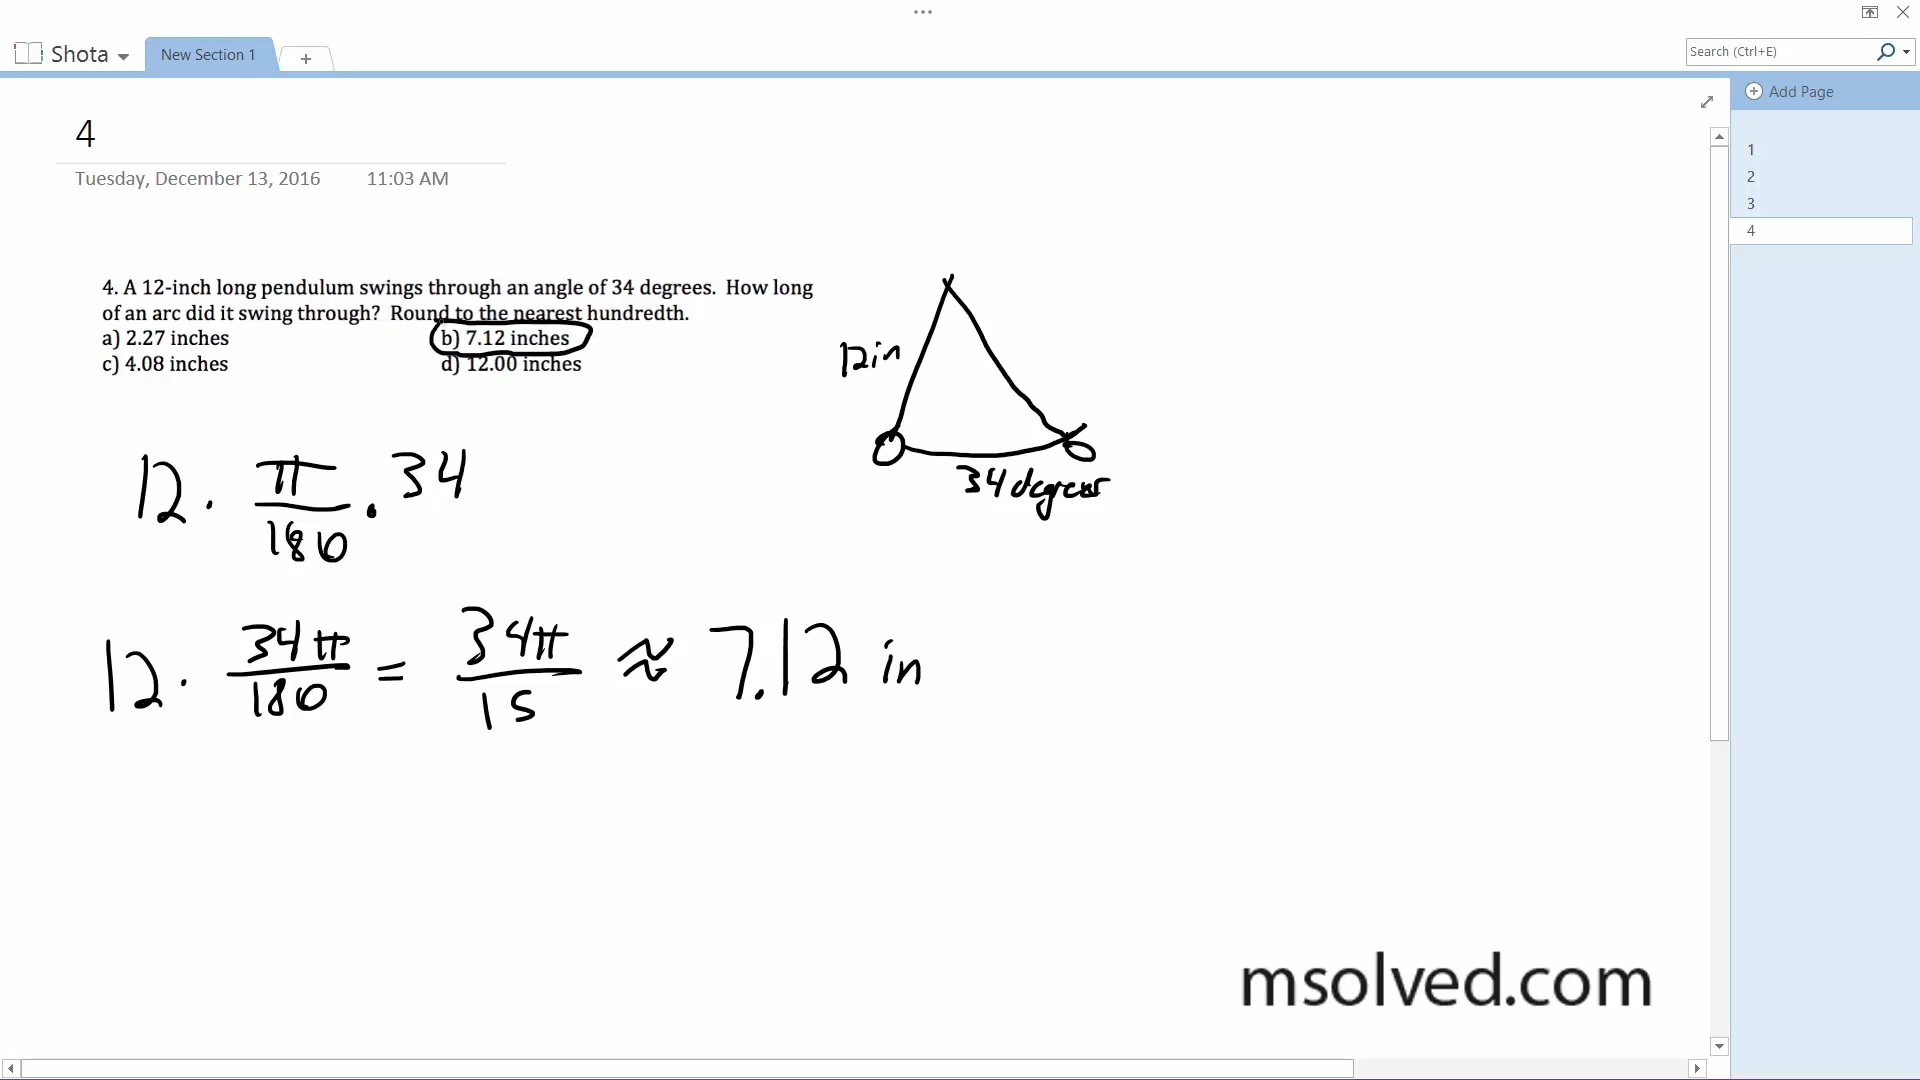 ...
Shota
New Section 1
+
Search (Ctrl+E)
Add Page
4
Tuesday, December 13, 2016 11:03 AM
1
2
3
4
4. A 12-inch long pendulum swings through an angle of 34 degrees. How long
of an arc did it swing through? Round to the nearest hundredth.
a) 2.27 inches b) 7.12 inches
c) 4.08 inches d) 12.00 inches
12 in
34 degrees
12 · π/180 · 34
12 · 34π/180 = 34π/15 ≈ 7.12 in
msolved.com